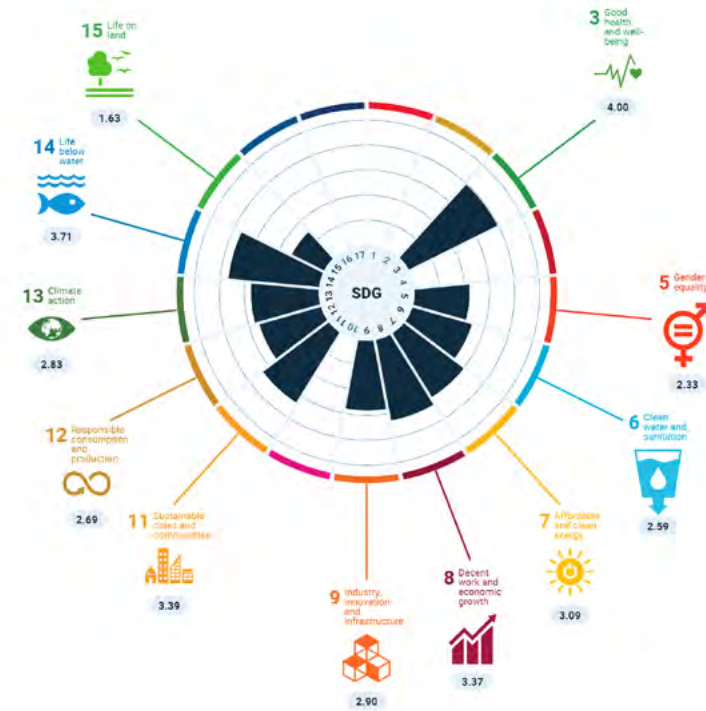 15 Life on
land
1.63
3 Good
health
and well-
being
4.00
14 Life
below
water
3.71
13 Climate
action
2.83
5 Gender
equality
2.33
6 Clean
water and
sanitation
2.59
12 Responsible
consumption
and
production
2.69
11 Sustainable
cities and
communities
3.39
7 Affordable
and clean
energy
3.09
8 Decent
work and
economic
growth
3.37
9 Industry,
innovation
and
infrastructure
2.90
SDG
1 2 3 4 5 6 7 8 9 10 11 12 13 14 15 16 17